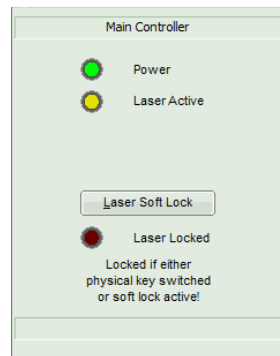 Main Controller
Power
Laser Active
Laser Soft Lock
Laser Locked
Locked if either
physical key switched
or soft lock active!